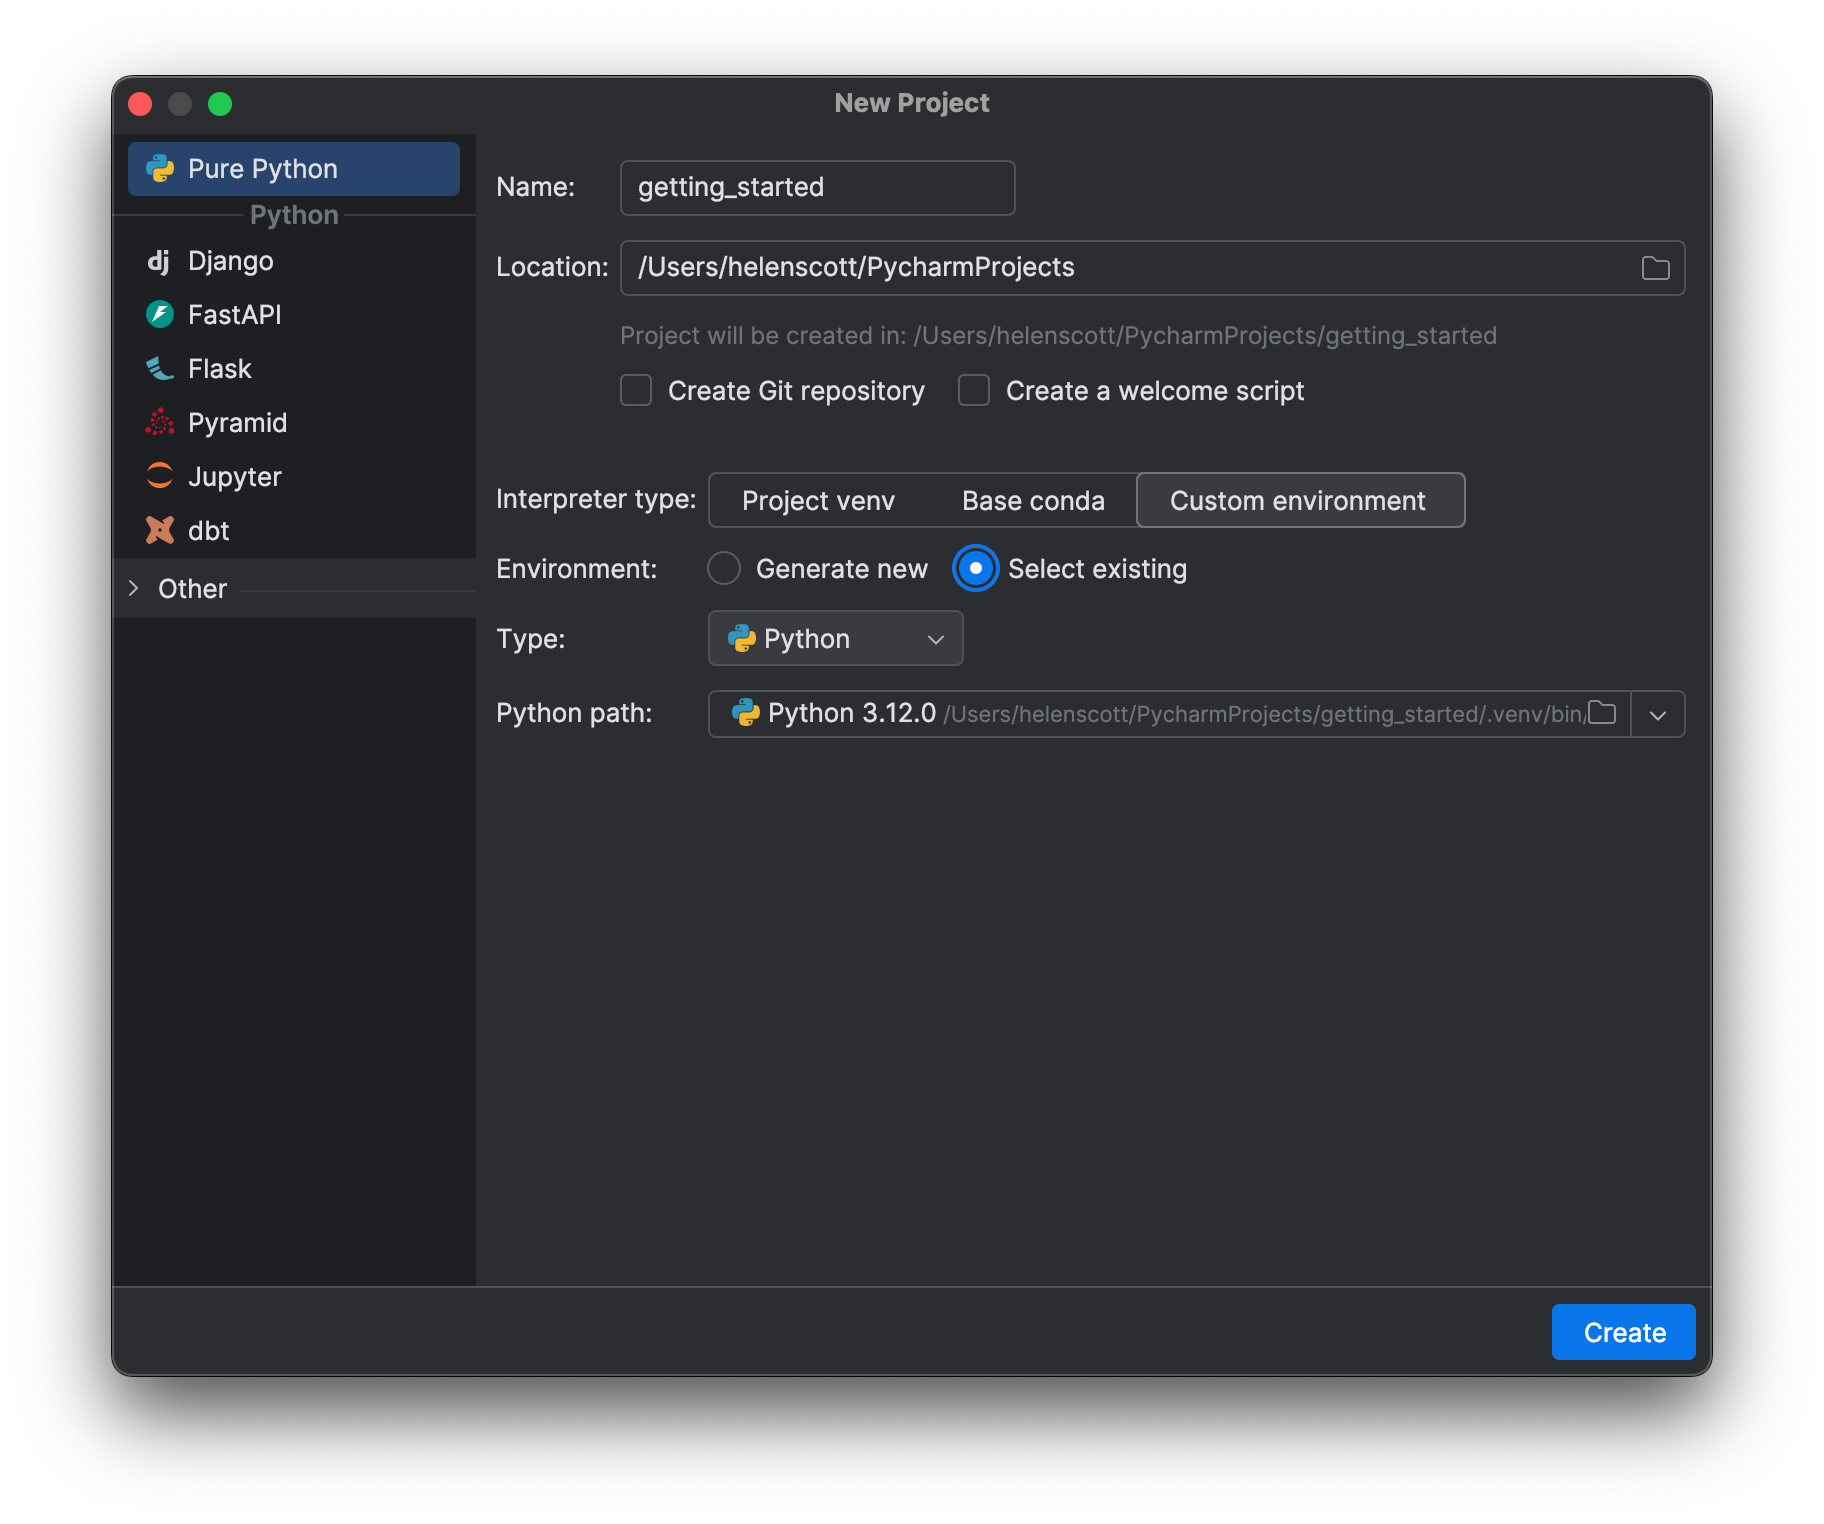 New Project
Pure Python
Python
dj Django
FastAPI
Flask
Pyramid
Jupyter
dbt
Other
Name: getting_started
Location: /Users/helenscott/PycharmProjects
Project will be created in: /Users/helenscott/PycharmProjects/getting_started
Create Git repository Create a welcome script
Interpreter type: Project venv Base conda Custom environment
Environment: Generate new Select existing
Type: Python
Python path: Python 3.12.0 /Users/helenscott/PycharmProjects/getting_started/.venv/bin/
Create